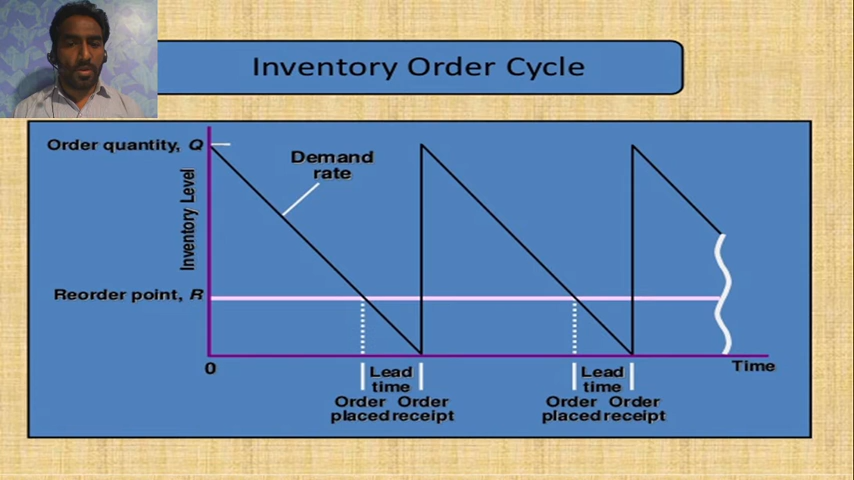 Inventory Order Cycle
Order quantity, Q
Demand
rate
Inventory Level
Reorder point, R
0
Time
Lead
time
Order Order
placed receipt
Lead
time
Order Order
placed receipt